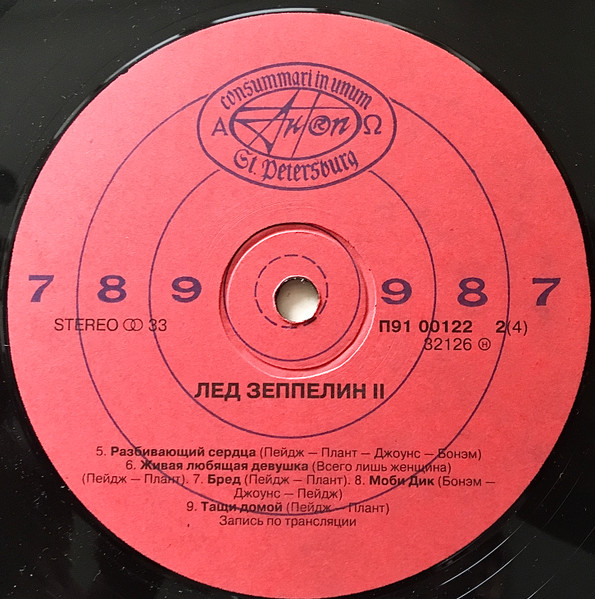 consummari in unum
Α АнТроп Ω
St. Petersburg
7 8 9 9 8 7
STEREO 33 П91 00122 2(4)
32126 Ⓗ
ЛЕД ЗЕППЕЛИН II
5. Разбивающий сердца (Пейдж — Плант — Джоунс — Бонэм)
6. Живая любящая девушка (Всего лишь женщина)
(Пейдж — Плант). 7. Бред (Пейдж — Плант). 8. Моби Дик (Бонэм —
Джоунс — Пейдж)
9. Тащи домой (Пейдж — Плант)
Запись по трансляции